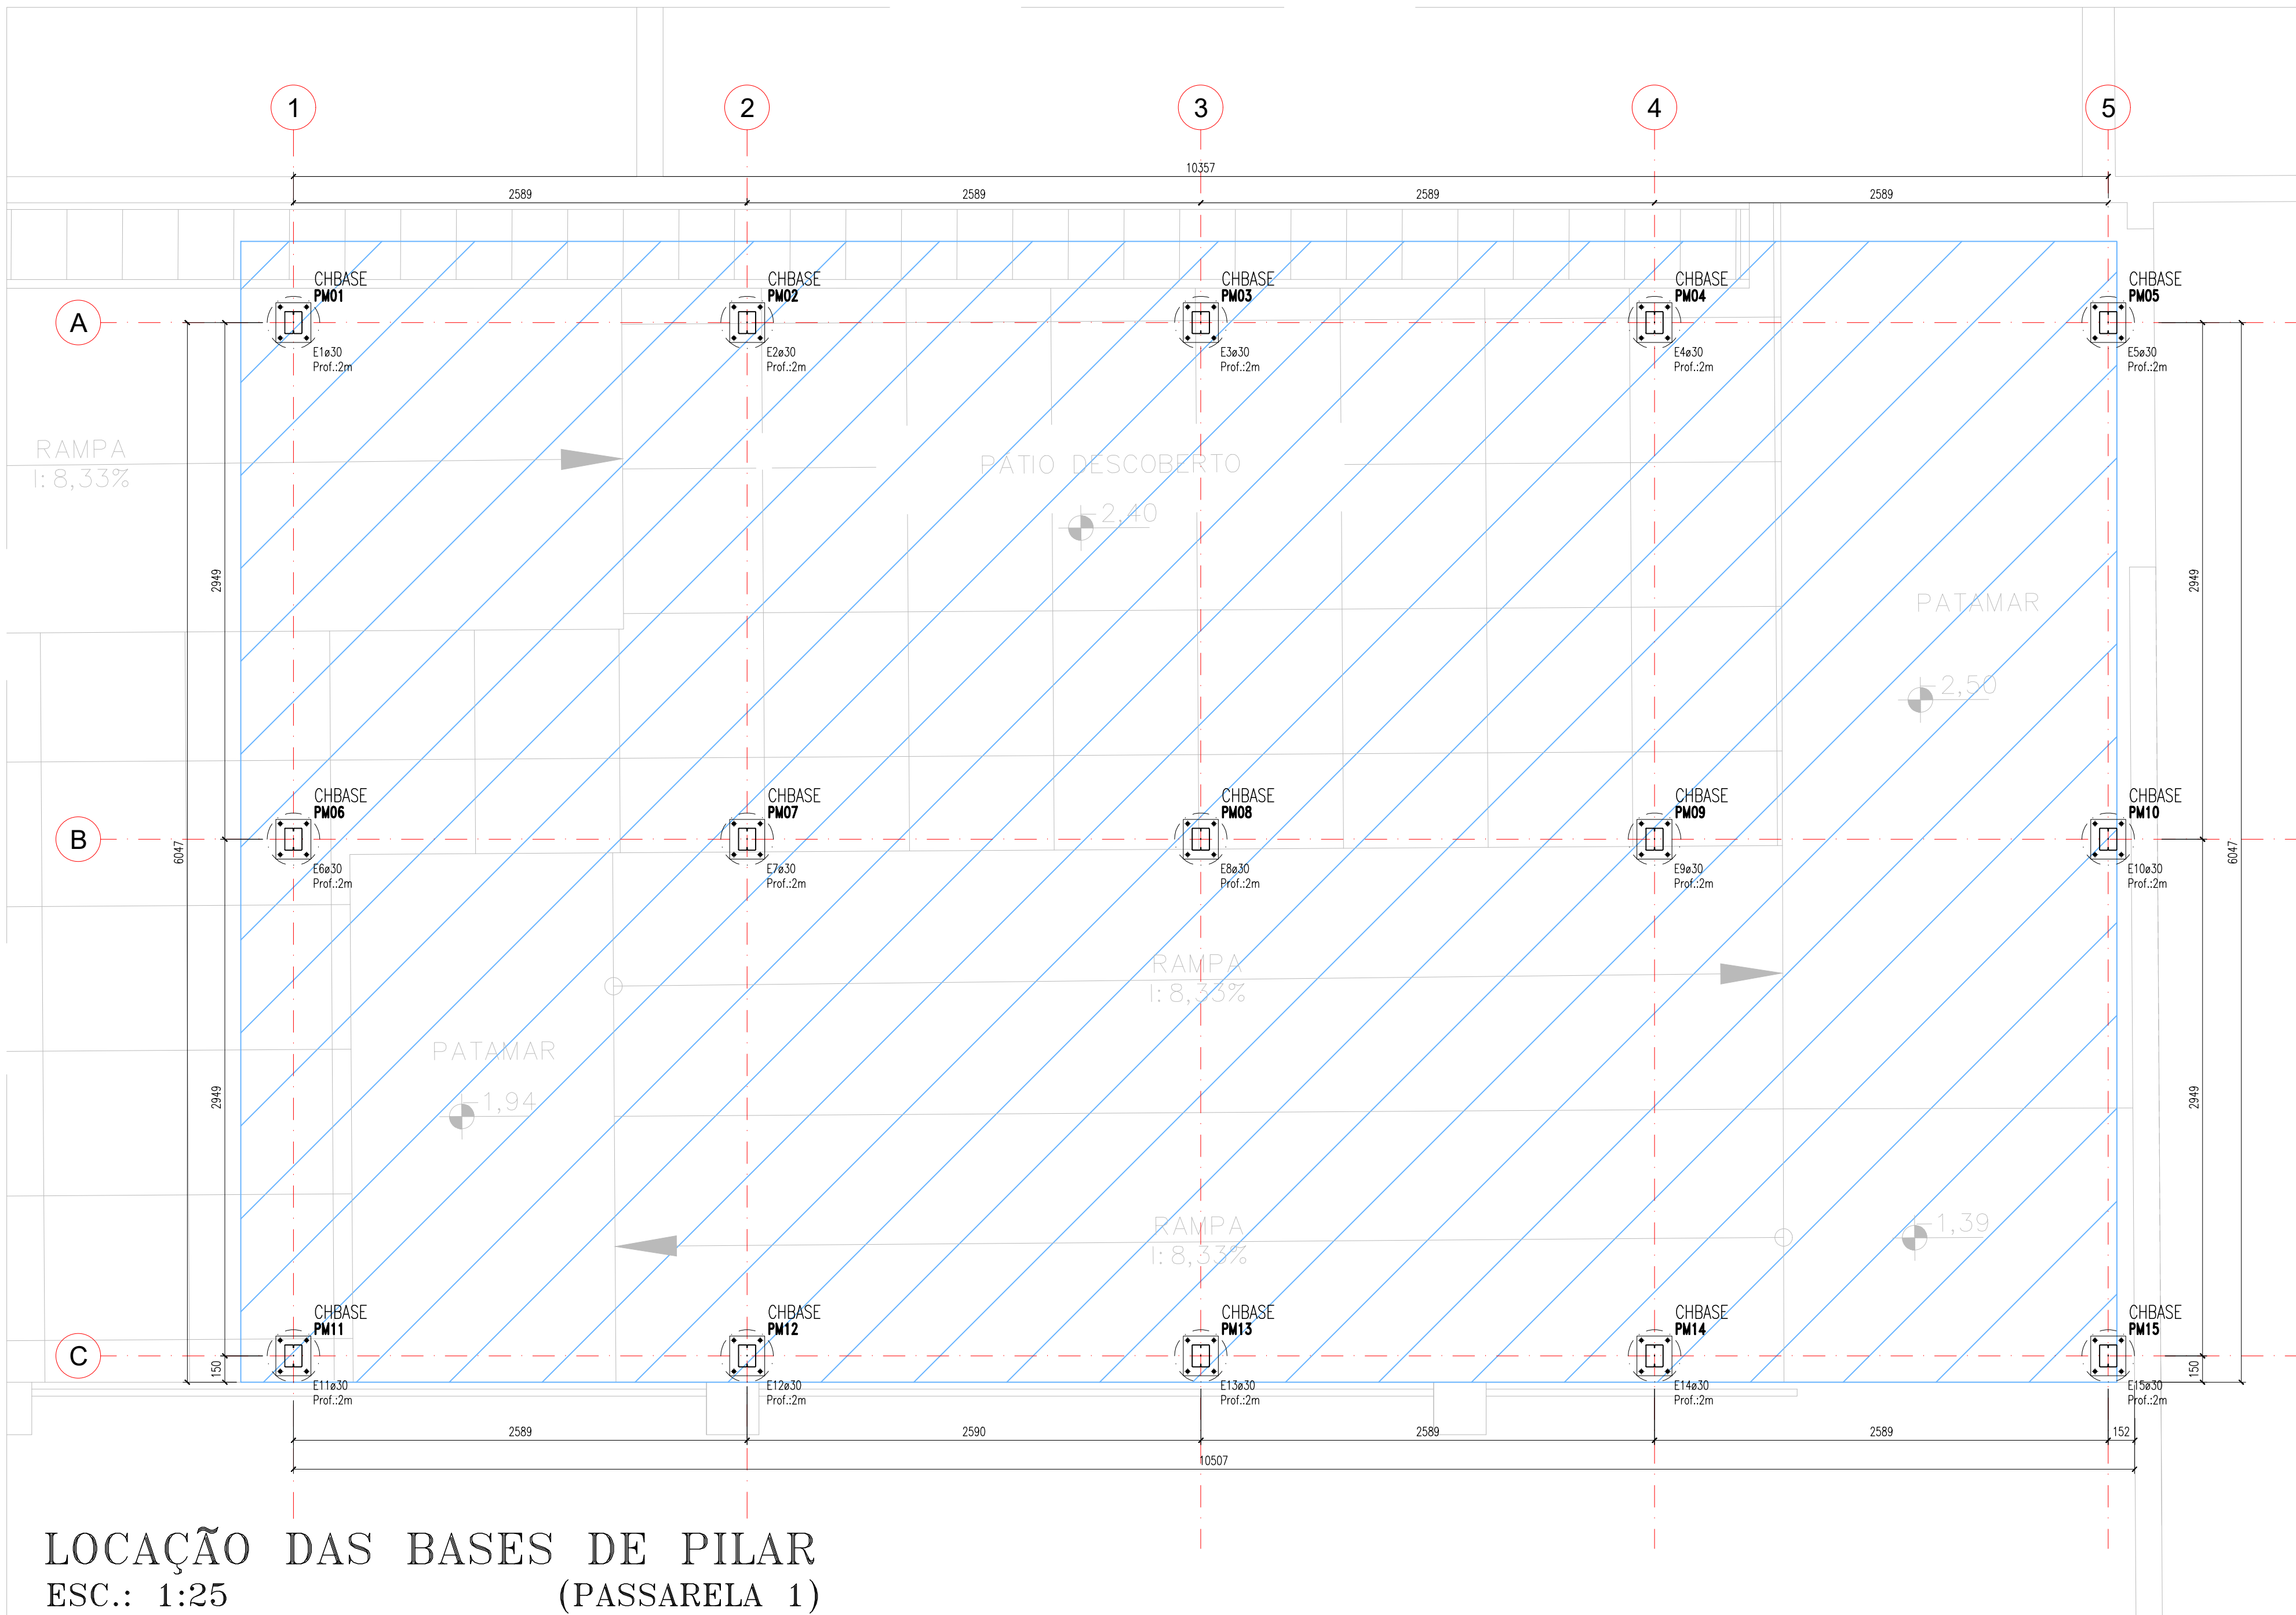 1
2
3
4
5
10357
2589
2589
2589
2589
CHBASE
PM01
CHBASE
PM02
CHBASE
PM03
CHBASE
PM04
CHBASE
PM05
A
E1ø30
Prof.:2m
E2ø30
Prof.:2m
E3ø30
Prof.:2m
E4ø30
Prof.:2m
E5ø30
Prof.:2m
RAMPA
I: 8,33%
PATIO DESCOBERTO
2,40
2949
2949
PATAMAR
2,50
CHBASE
PM06
CHBASE
PM07
CHBASE
PM08
CHBASE
PM09
CHBASE
PM10
B
6047
6047
E6ø30
Prof.:2m
E7ø30
Prof.:2m
E8ø30
Prof.:2m
E9ø30
Prof.:2m
E10ø30
Prof.:2m
RAMPA
I: 8,33%
PATAMAR
1,94
2949
2949
RAMPA
I: 8,33%
1,39
CHBASE
PM11
CHBASE
PM12
CHBASE
PM13
CHBASE
PM14
CHBASE
PM15
C
150
150
E11ø30
Prof.:2m
E12ø30
Prof.:2m
E13ø30
Prof.:2m
E14ø30
Prof.:2m
E15ø30
Prof.:2m
2589
2590
2589
2589
152
10507
LOCAÇÃO DAS BASES DE PILAR
ESC.: 1:25 (PASSARELA 1)